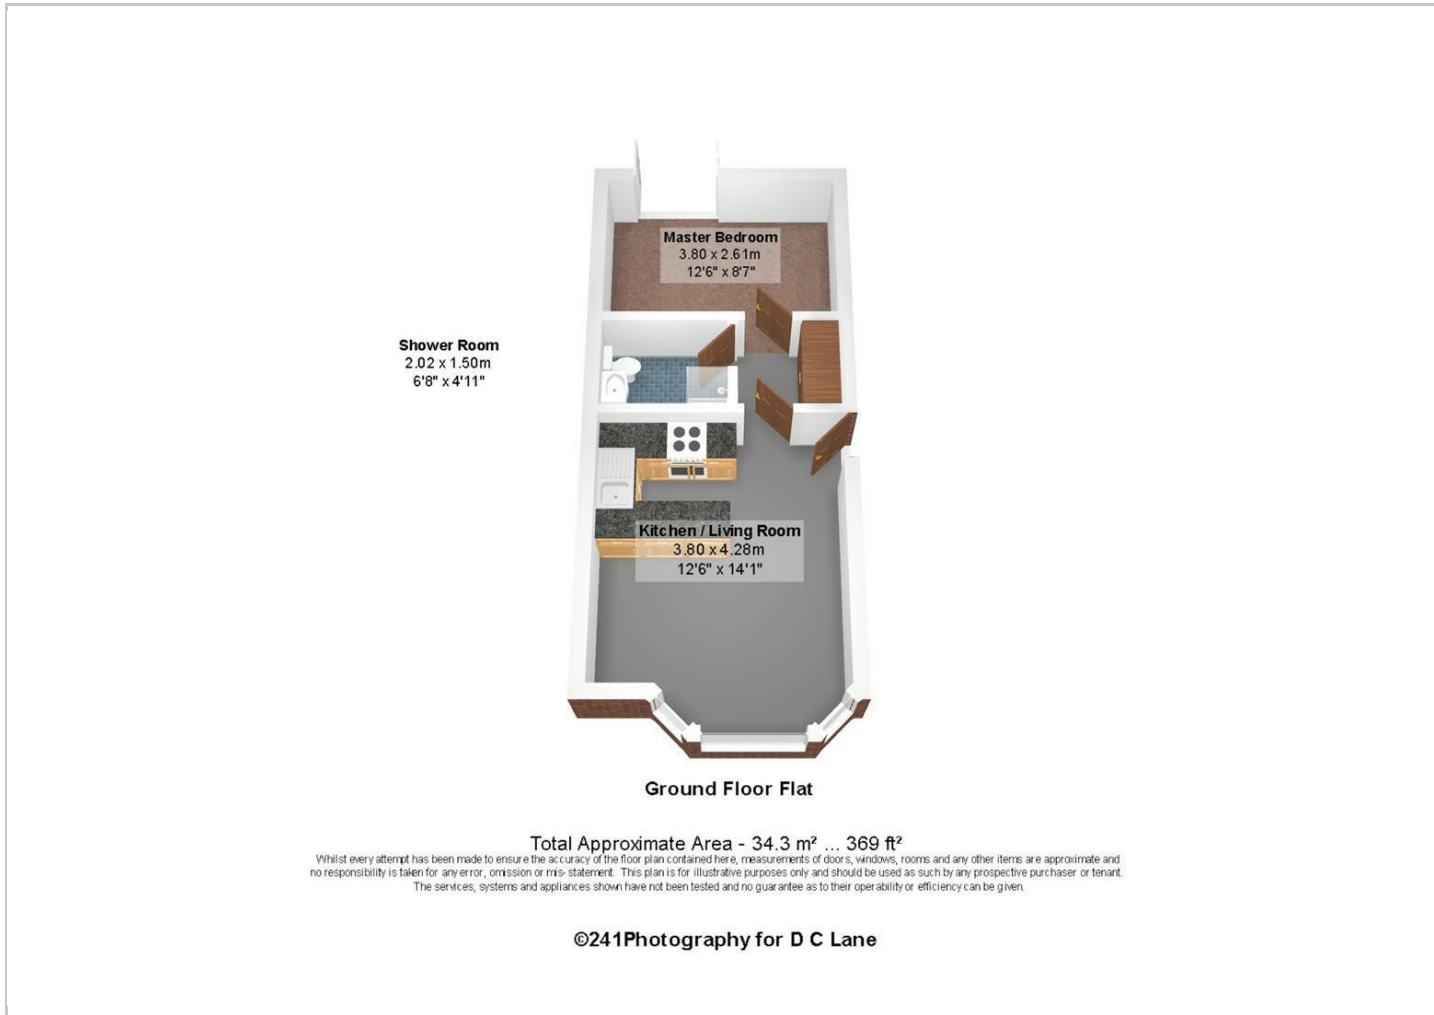 Master Bedroom
3.80 x 2.61m
12'6" x 8'7"
Shower Room
2.02 x 1.50m
6'8" x 4'11"
Kitchen / Living Room
3.80 x 4.28m
12'6" x 14'1"
Ground Floor Flat
Total Approximate Area - 34.3 m² ... 369 ft²
Whilst every attempt has been made to ensure the accuracy of the floor plan contained here, measurements of doors, windows, rooms and any other items are approximate and
no responsibility is taken for any error, omission or mis- statement. This plan is for illustrative purposes only and should be used as such by any prospective purchaser or tenant.
The services, systems and appliances shown have not been tested and no guarantee as to their operability or efficiency can be given.
©241Photography for D C Lane